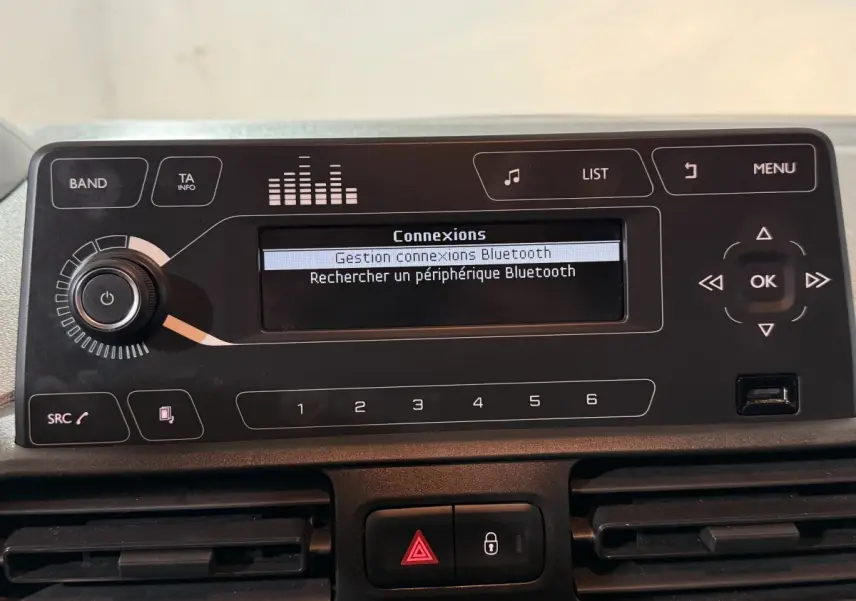 BAND
TA
INFO
LIST
MENU
Connexions
Gestion connexions Bluetooth
Rechercher un périphérique Bluetooth
OK
SRC
1 2 3 4 5 6